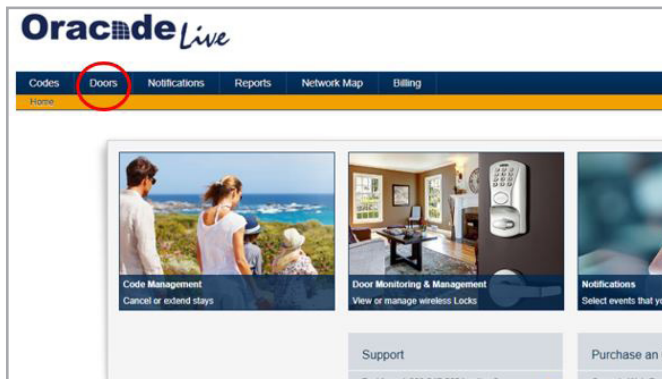 Oracode Live
Codes Doors Notifications Reports Network Map Billing
Home
Code Management
Cancel or extend stays
Door Monitoring & Management
View or manage wireless Locks
Notifications
Select events that
Support
Purchase an